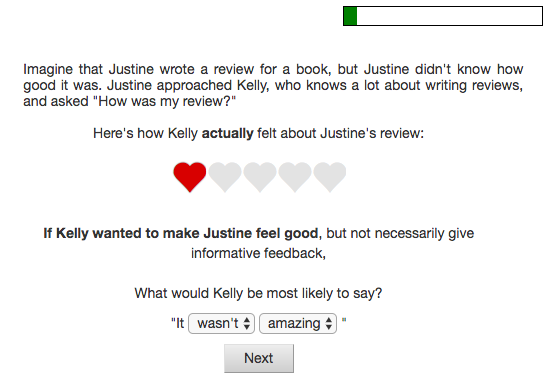 Imagine that Justine wrote a review for a book, but Justine didn't know how
good it was. Justine approached Kelly, who knows a lot about writing reviews,
and asked "How was my review?"
Here's how Kelly actually felt about Justine's review:
If Kelly wanted to make Justine feel good, but not necessarily give
informative feedback,
What would Kelly be most likely to say?
"It wasn't amazing "
Next